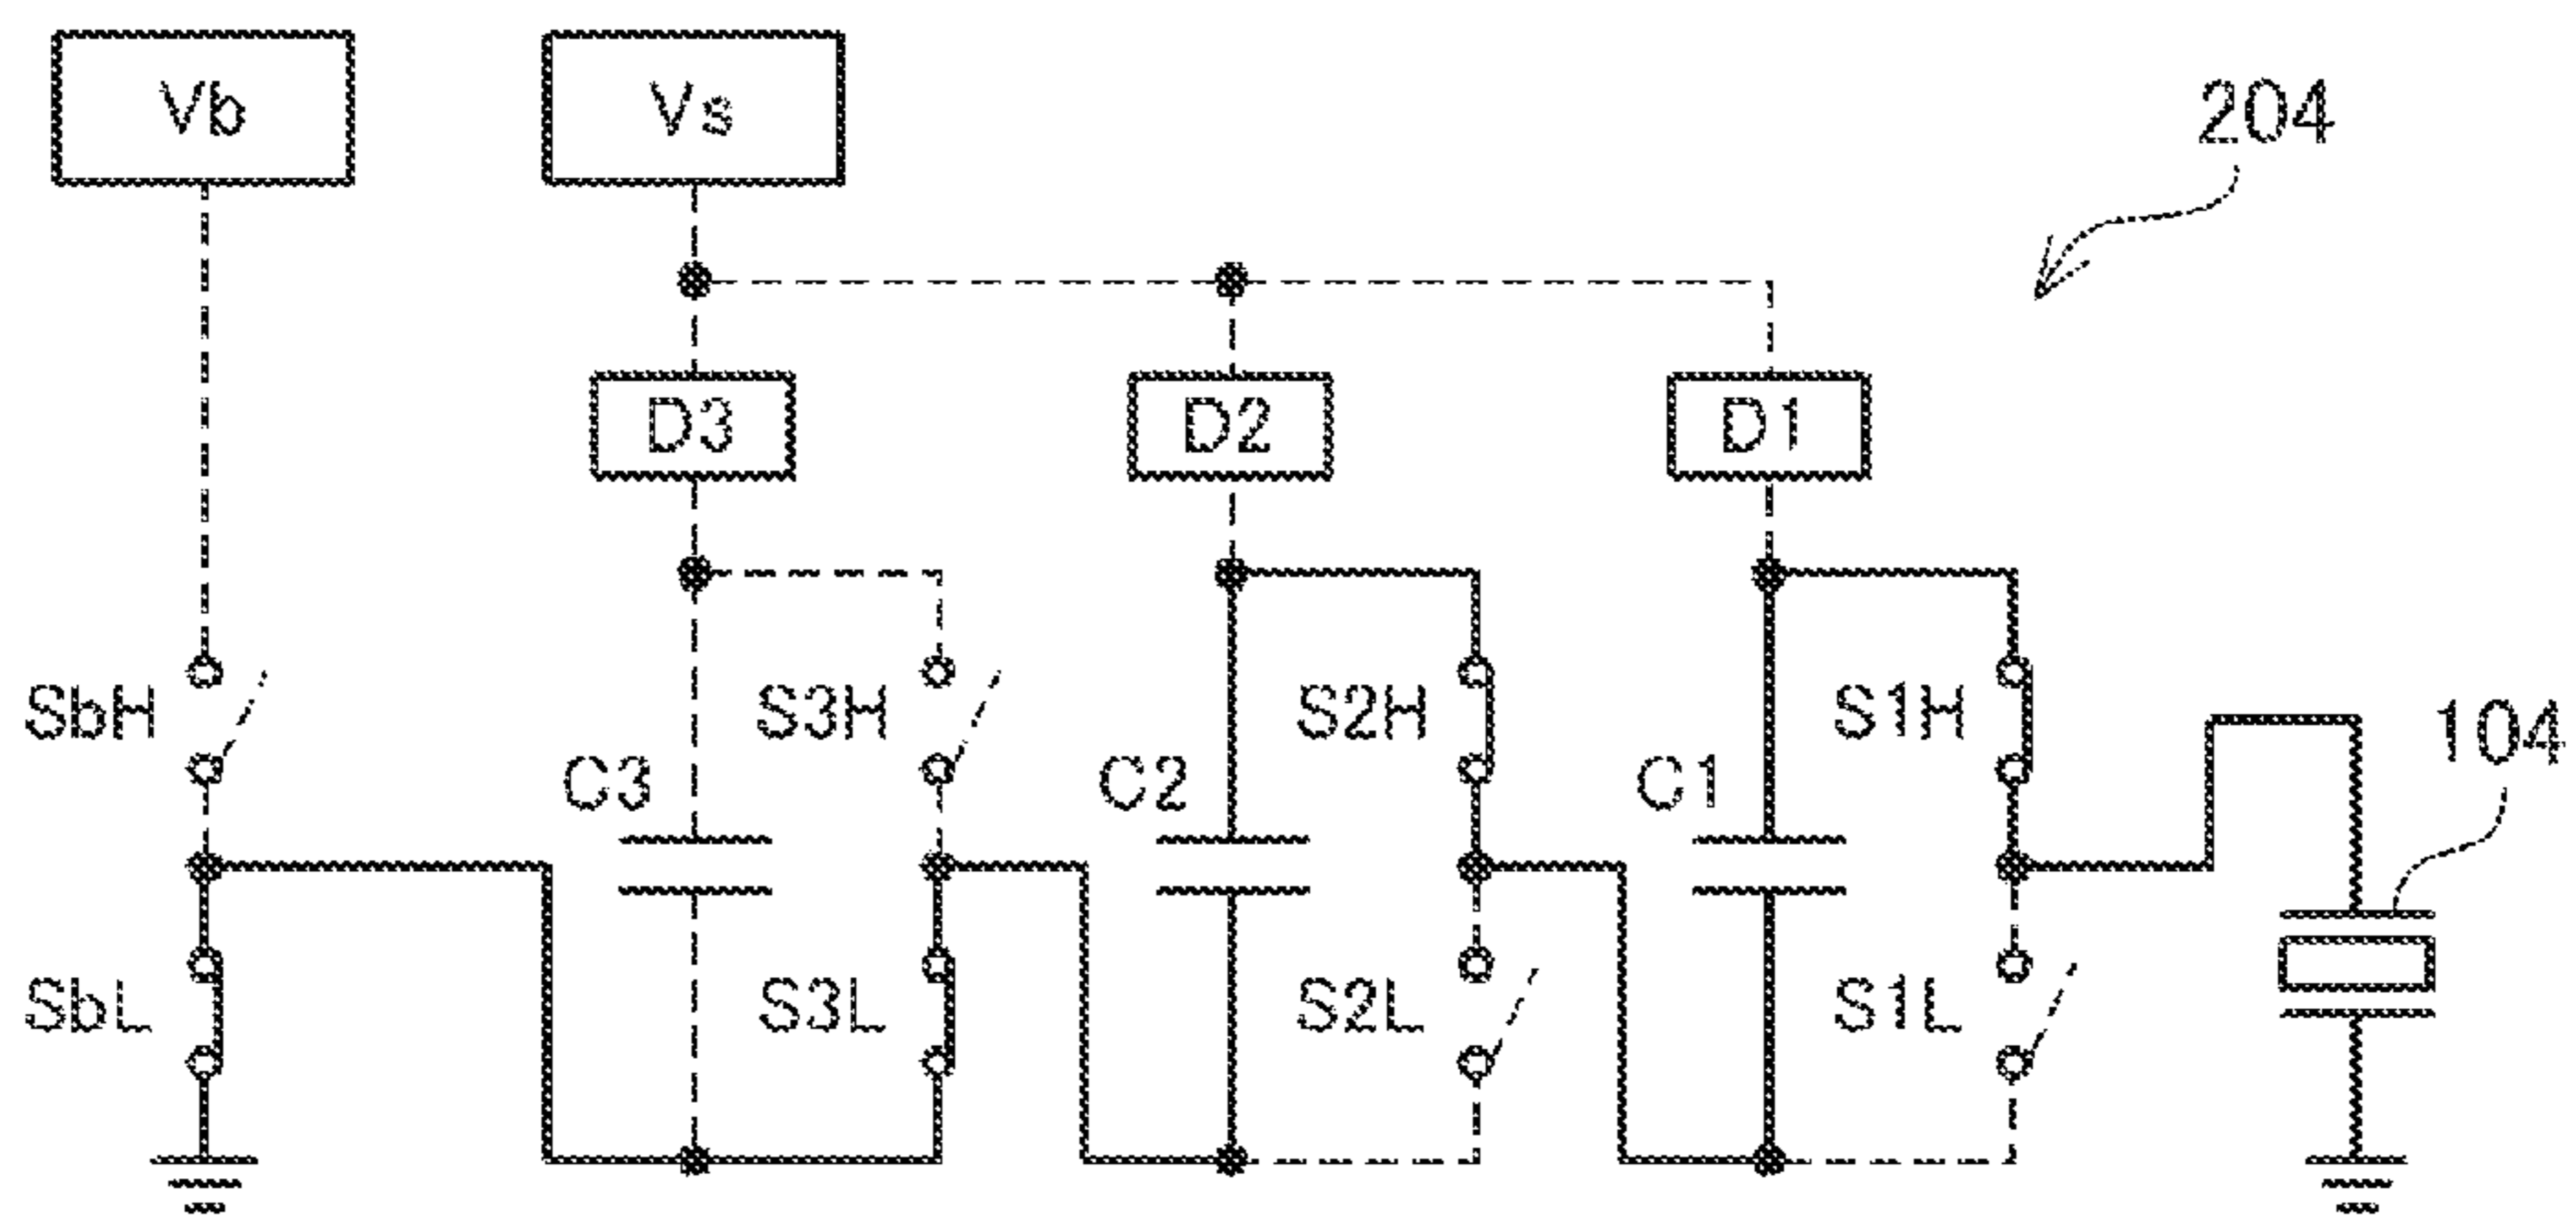 Vb
Vs
204
D3
D2
D1
SbH
S3H
S2H
S1H
104
C3
C2
C1
SbL
S3L
S2L
S1L